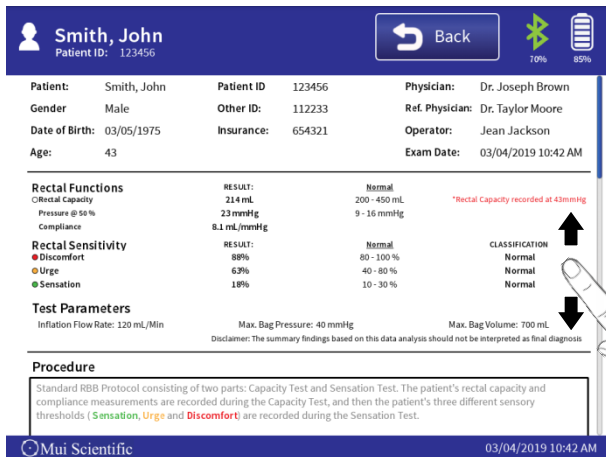 Smith, John
Patient ID: 123456
Back
70%
85%
Patient: Smith, John Patient ID 123456 Physician: Dr. Joseph Brown
Gender Male Other ID: 112233 Ref. Physician: Dr. Taylor Moore
Date of Birth: 03/05/1975 Insurance: 654321 Operator: Jean Jackson
Age: 43 Exam Date: 03/04/2019 10:42 AM
Rectal Functions RESULT: Normal
Rectal Capacity 214 mL 200 - 450 mL *Rectal Capacity recorded at 43mmHg
Pressure @ 50 % 23 mmHg 9 - 16 mmHg
Compliance 8.1 mL/mmHg
Rectal Sensitivity RESULT: Normal CLASSIFICATION
Discomfort 88% 80 - 100 % Normal
Urge 63% 40 - 80 % Normal
Sensation 18% 10 - 30 % Normal
Test Parameters
Inflation Flow Rate: 120 mL/Min Max. Bag Pressure: 40 mmHg Max. Bag Volume: 700 mL
Disclaimer: The summary findings based on this data analysis should not be interpreted as final diagnosis
Procedure
Standard RBB Protocol consisting of two parts: Capacity Test and Sensation Test. The patient's rectal capacity and
compliance measurements are recorded during the Capacity Test, and then the patient's three different sensory
thresholds ( Sensation, Urge and Discomfort) are recorded during the Sensation Test.
Mui Scientific 03/04/2019 10:42 AM